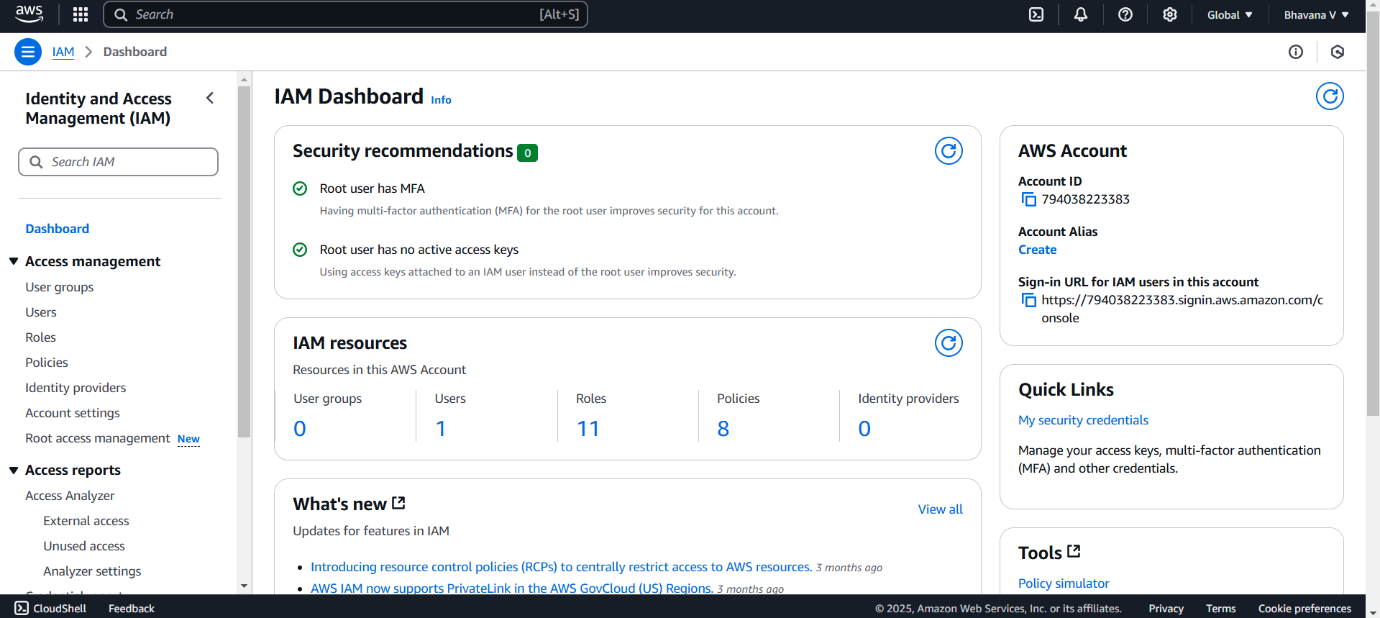 aws
Search [Alt+S]
Global ▼
Bhavana V ▼
IAM > Dashboard
Identity and Access
Management (IAM)
Search IAM
Dashboard
Access management
User groups
Users
Roles
Policies
Identity providers
Account settings
Root access management New
Access reports
Access Analyzer
External access
Unused access
Analyzer settings
IAM Dashboard Info
Security recommendations 0
Root user has MFA
Having multi-factor authentication (MFA) for the root user improves security for this account.
Root user has no active access keys
Using access keys attached to an IAM user instead of the root user improves security.
IAM resources
Resources in this AWS Account
User groups Users Roles Policies Identity providers
0 1 11 8 0
What's new
View all
Updates for features in IAM
• Introducing resource control policies (RCPs) to centrally restrict access to AWS resources. 3 months ago
• AWS IAM now supports PrivateLink in the AWS GovCloud (US) Regions. 3 months ago
AWS Account
Account ID
794038223383
Account Alias
Create
Sign-in URL for IAM users in this account
https://794038223383.signin.aws.amazon.com/c
onsole
Quick Links
My security credentials
Manage your access keys, multi-factor authentication
(MFA) and other credentials.
Tools
Policy simulator
CloudShell Feedback
© 2025, Amazon Web Services, Inc. or its affiliates. Privacy Terms Cookie preferences